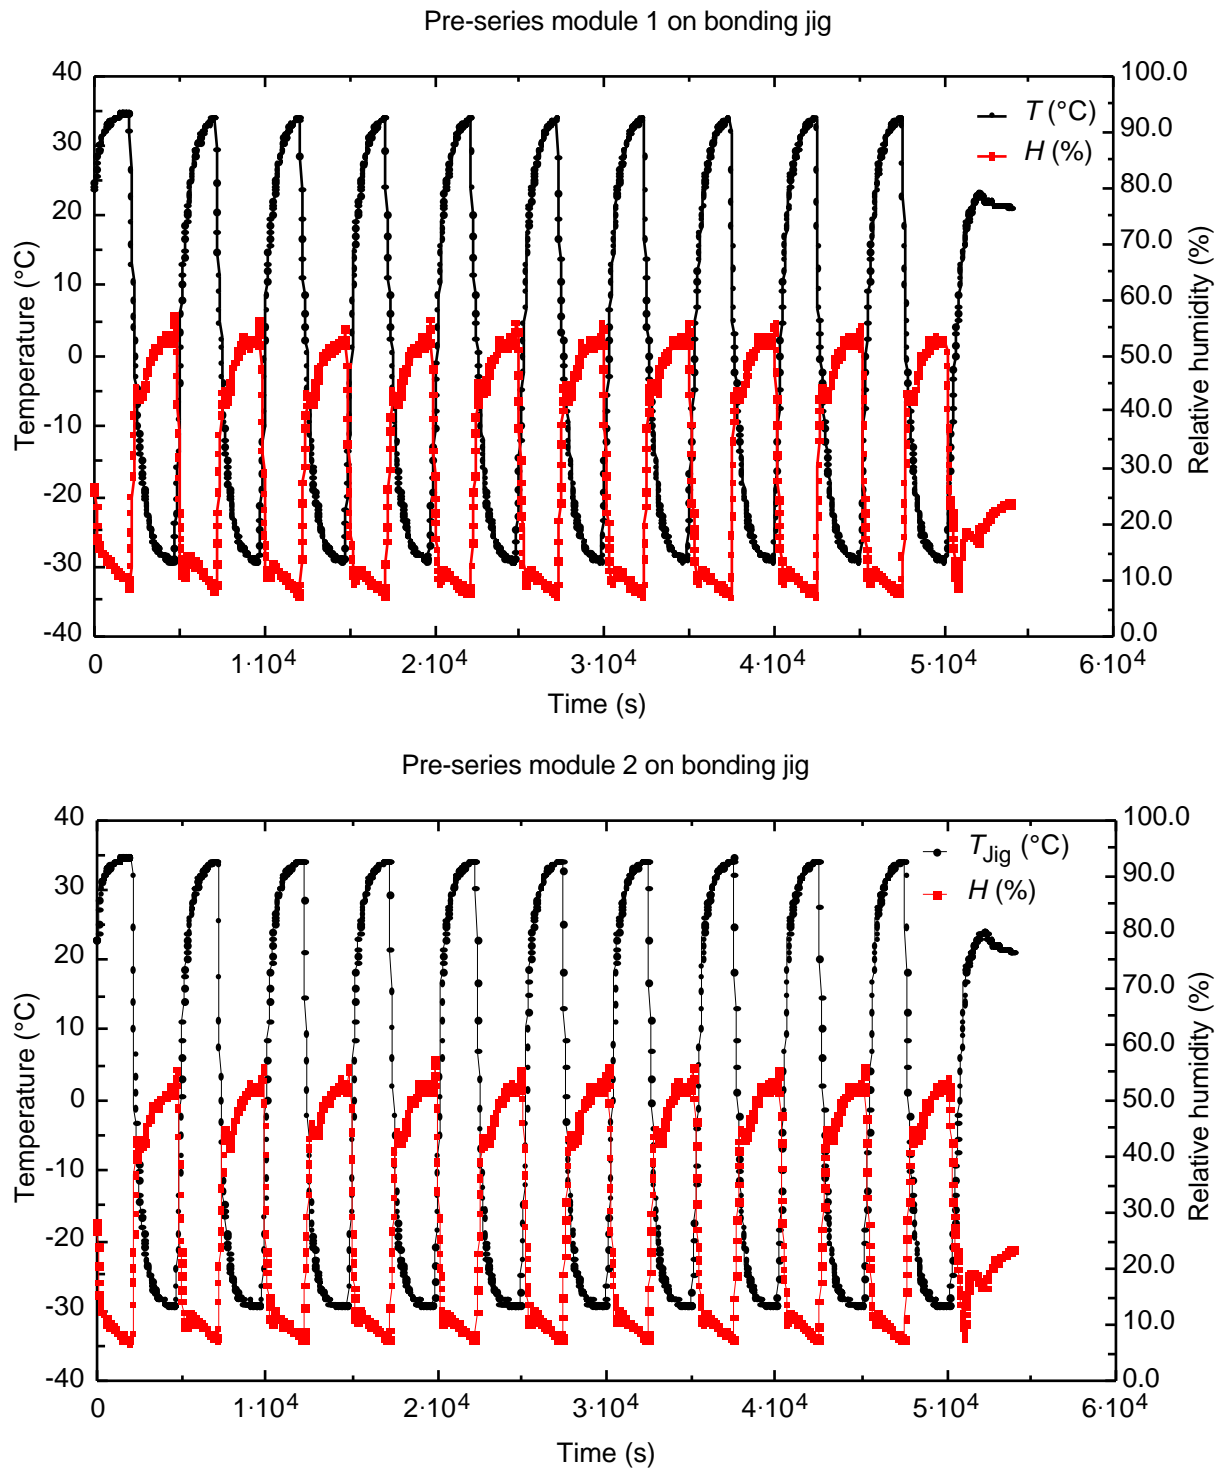 Pre-series module 1 on bonding jig
40 100.0
T (°C) 90.0
30
H (%) 80.0
20 70.0
10 60.0
0 50.0
-10 40.0
30.0
-20 20.0
-30 10.0
-40 0.0
Temperature (°C)
Relative humidity (%)
0 1·10⁴ 2·10⁴ 3·10⁴ 4·10⁴ 5·10⁴ 6·10⁴
Time (s)
Pre-series module 2 on bonding jig
40 100.0
T_Jig (°C) 90.0
30
H (%) 80.0
20 70.0
10 60.0
0 50.0
-10 40.0
30.0
-20 20.0
-30 10.0
-40 0.0
Temperature (°C)
Relative humidity (%)
0 1·10⁴ 2·10⁴ 3·10⁴ 4·10⁴ 5·10⁴ 6·10⁴
Time (s)